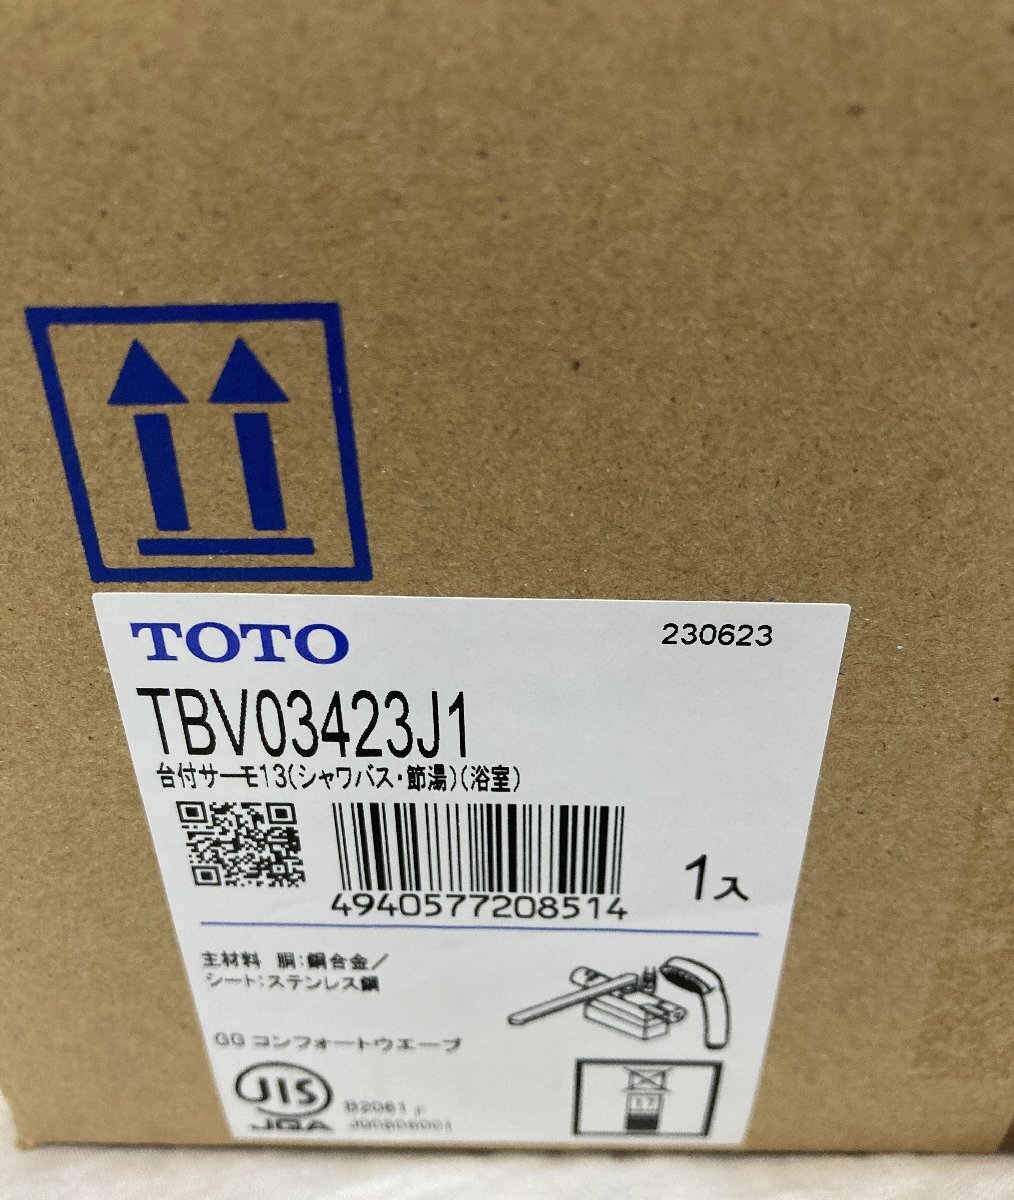 TOTO
230623
TBV03423J1
台付サーモ13(シャワバス・節湯)(浴室)
4940577208514
1入
主材料 胴:銅合金/
シート:ステンレス鋼
GG コンフォートウエーブ
JIS
B2061 F
JQA
JQ0808001